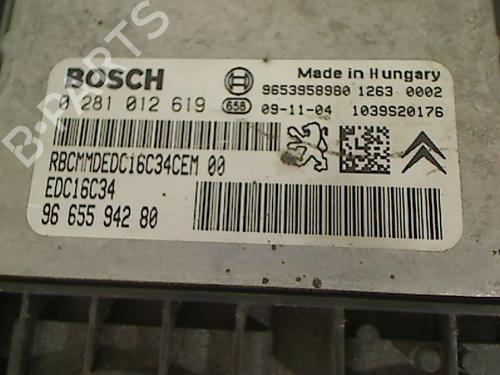 BOSCH
Made in Hungary
9653958980 1263 0002
0 281 012 619
658
09-11-04
1039S20176
RBCMMDEDC16C34CEM 00
EDC16C34
96 655 942 80
B-PARTS